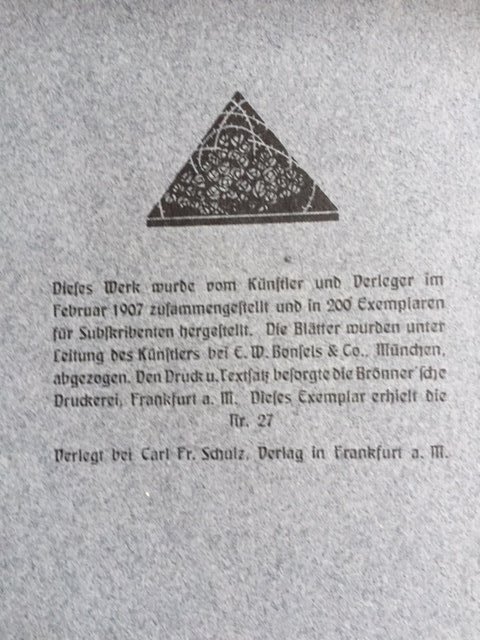 Dieses Werk wurde vom Künstler und Verleger im
Februar 1907 zusammengestellt und in 200 Exemplaren
für Subskribenten hergestellt. Die Blätter wurden unter
Leitung des Künstlers bei E. W. Bonsels & Co., München,
abgezogen. Den Druck u. Textsatz besorgte die Brönner'sche
Druckerei, Frankfurt a. M. Dieses Exemplar erhielt die
Nr. 27
Verlegt bei Carl Fr. Schulz, Verlag in Frankfurt a. M.